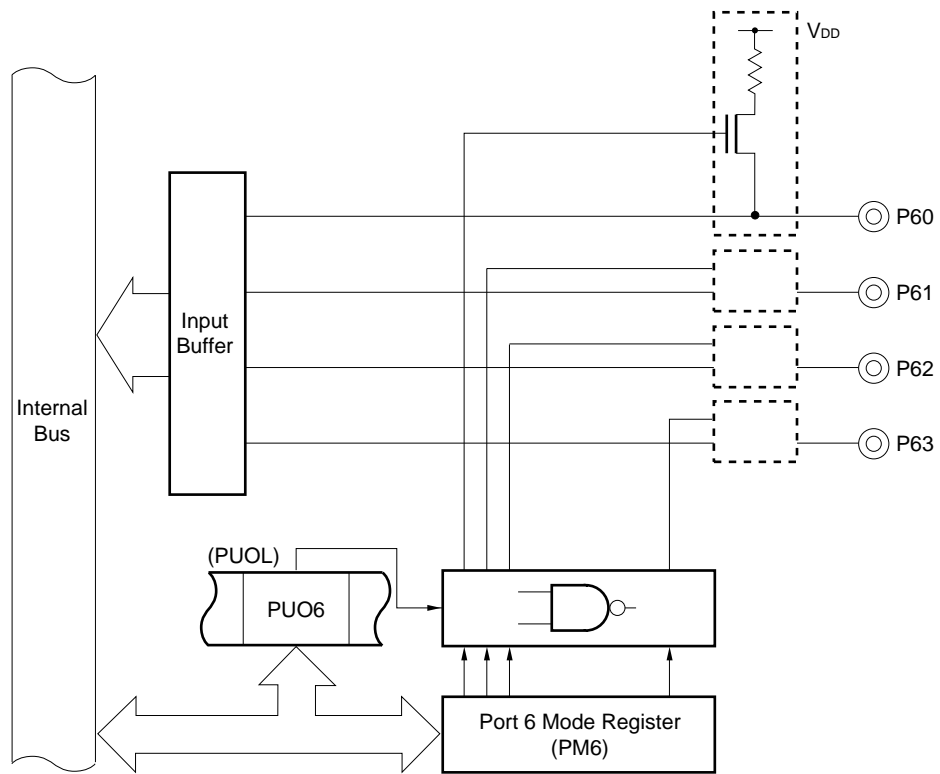 VDD
P60
P61
Input
Buffer
P62
Internal
Bus
P63
(PUOL)
PUO6
Port 6 Mode Register
(PM6)